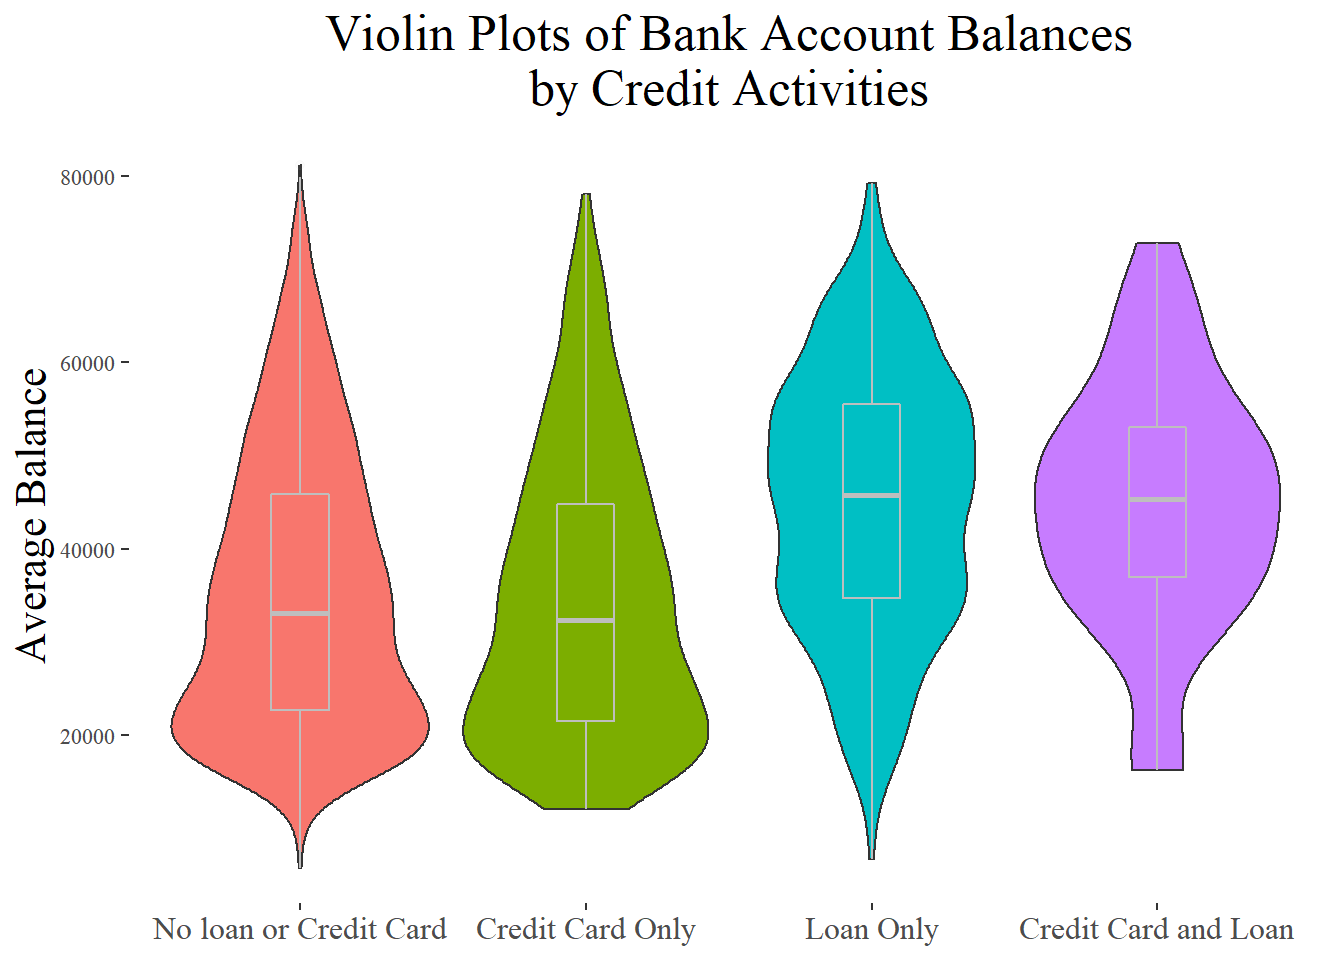 Violin Plots of Bank Account Balances
by Credit Activities
Average Balance
80000
60000
40000
20000
No loan or Credit Card
Credit Card Only
Loan Only
Credit Card and Loan